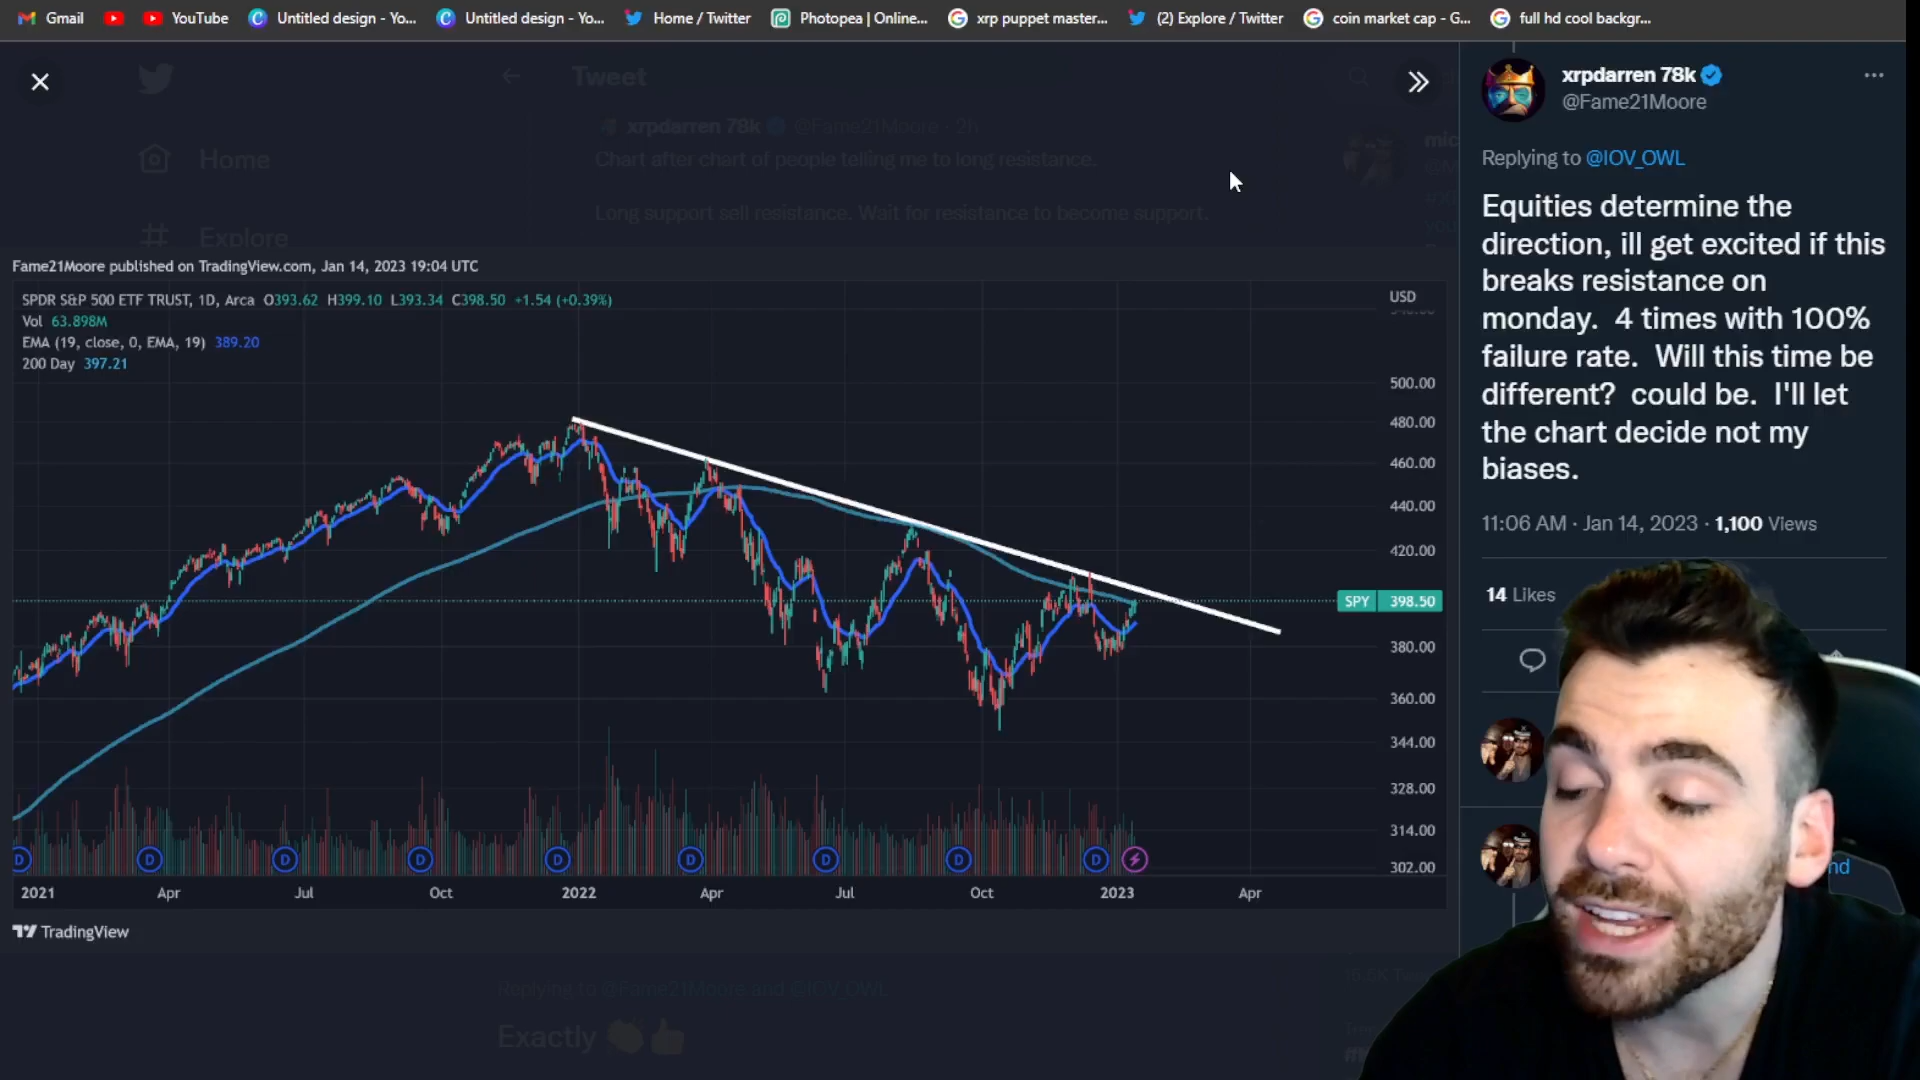 Gmail YouTube Untitled design - Yo... Untitled design - Yo... Home / Twitter Photopea | Online... xrp puppet master... (2) Explore / Twitter coin market cap - G... full hd cool backgr...
Tweet
Home
Explore
xrpdarren 78k @Fame21Moore · 2h
Chart after chart of people telling me to long resistance.
Long support sell resistance. Wait for resistance to become support.
Fame21Moore published on TradingView.com, Jan 14, 2023 19:04 UTC
SPDR S&P 500 ETF TRUST, 1D, Arca O393.62 H399.10 L393.34 C398.50 +1.54 (+0.39%)
Vol 63.898M
EMA (19, close, 0, EMA, 19) 389.20
200 Day 397.21
USD
500.00
480.00
460.00
440.00
420.00
SPY 398.50
380.00
360.00
344.00
328.00
314.00
302.00
D D D D D D D D D
2021 Apr Jul Oct 2022 Apr Jul Oct 2023 Apr
TradingView
Replying to @Fame21Moore and @IOV_OWL
Exactly
xrpdarren 78k
@Fame21Moore
Replying to @IOV_OWL
Equities determine the
direction, ill get excited if this
breaks resistance on
monday. 4 times with 100%
failure rate. Will this time be
different? could be. I'll let
the chart decide not my
biases.
11:06 AM · Jan 14, 2023 · 1,100 Views
14 Likes